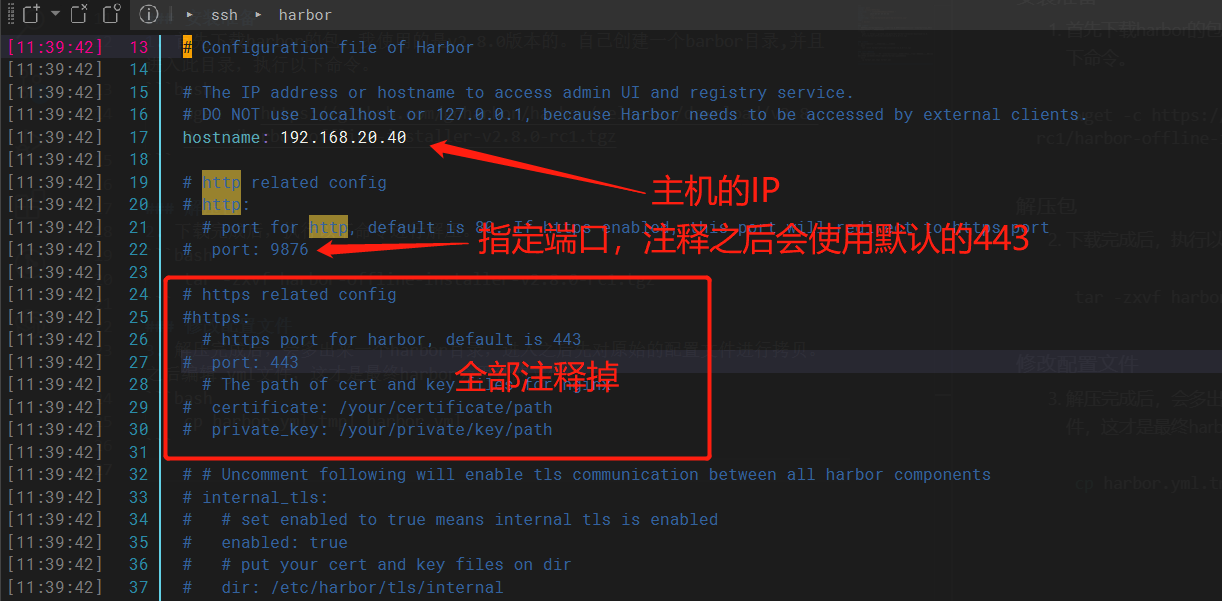 ssh ▸ harbor
[11:39:42] 13 # Configuration file of Harbor
[11:39:42] 14
[11:39:42] 15 # The IP address or hostname to access admin UI and registry service.
[11:39:42] 16 # DO NOT use localhost or 127.0.0.1, because Harbor needs to be accessed by external clients.
[11:39:42] 17 hostname: 192.168.20.40
[11:39:42] 18
主机的IP
[11:39:42] 19 # http related config
[11:39:42] 20 # http:
[11:39:42] 21 # port for http, default is 80. If https enabled, this port will redirect to https port
[11:39:42] 22 # port: 9876
指定端口，注释之后会使用默认的443
[11:39:42] 23
[11:39:42] 24 # https related config
[11:39:42] 25 #https:
[11:39:42] 26 # https port for harbor, default is 443
[11:39:42] 27 # port: 443
全部注释掉
[11:39:42] 28 # The path of cert and key files for nginx
[11:39:42] 29 # certificate: /your/certificate/path
[11:39:42] 30 # private_key: /your/private/key/path
[11:39:42] 31
[11:39:42] 32 # # Uncomment following will enable tls communication between all harbor components
[11:39:42] 33 # internal_tls:
[11:39:42] 34 # # set enabled to true means internal tls is enabled
[11:39:42] 35 # enabled: true
[11:39:42] 36 # # put your cert and key files on dir
[11:39:42] 37 # dir: /etc/harbor/tls/internal
解压包
tar -zxvf harbor
修改配置文件